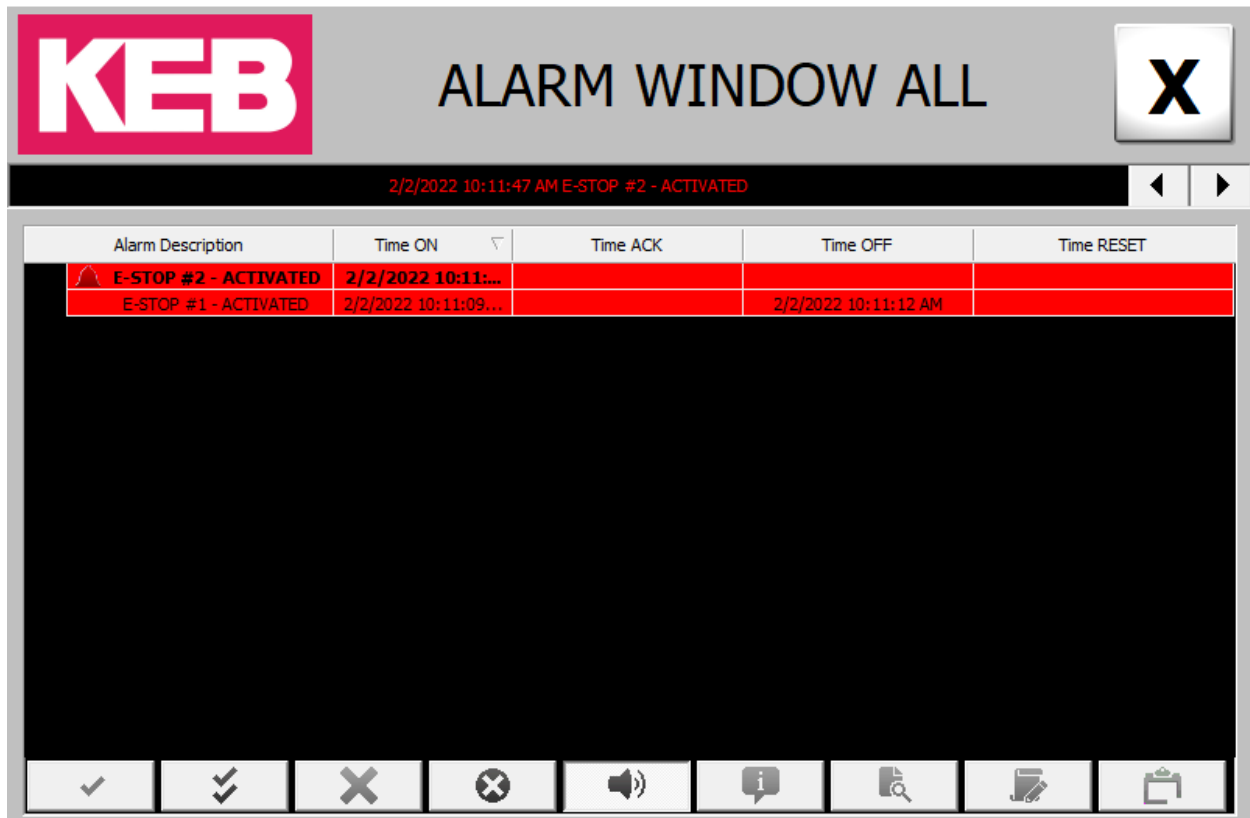 KEB
ALARM WINDOW ALL
X
2/2/2022 10:11:47 AM E-STOP #2 - ACTIVATED
Alarm Description Time ON Time ACK Time OFF Time RESET
E-STOP #2 - ACTIVATED 2/2/2022 10:11:...
E-STOP #1 - ACTIVATED 2/2/2022 10:11:09... 2/2/2022 10:11:12 AM